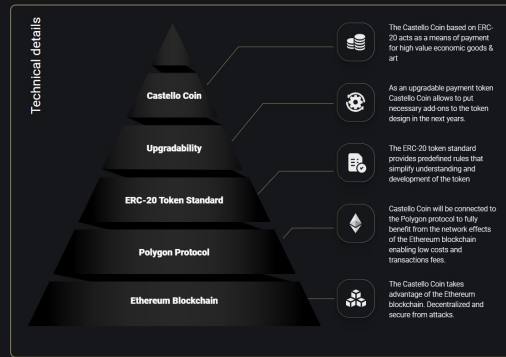 Technical details
Castello Coin
Upgradability
ERC-20 Token Standard
Polygon Protocol
Ethereum Blockchain
The Castello Coin based on ERC-
20 acts as a means of payment
for high value economic goods &
art
As an upgradable payment token
Castello Coin allows to put
necessary add-ons to the token
design in the next years.
The ERC-20 token standard
provides predefined rules that
simplify understanding and
development of the token
Castello Coin will be connected to
the Polygon protocol to fully
benefit from the network effects
of the Ethereum blockchain
enabling low costs and
transactions fees.
The Castello Coin takes
advantage of the Ethereum
blockchain. Decentralized and
secure from attacks.